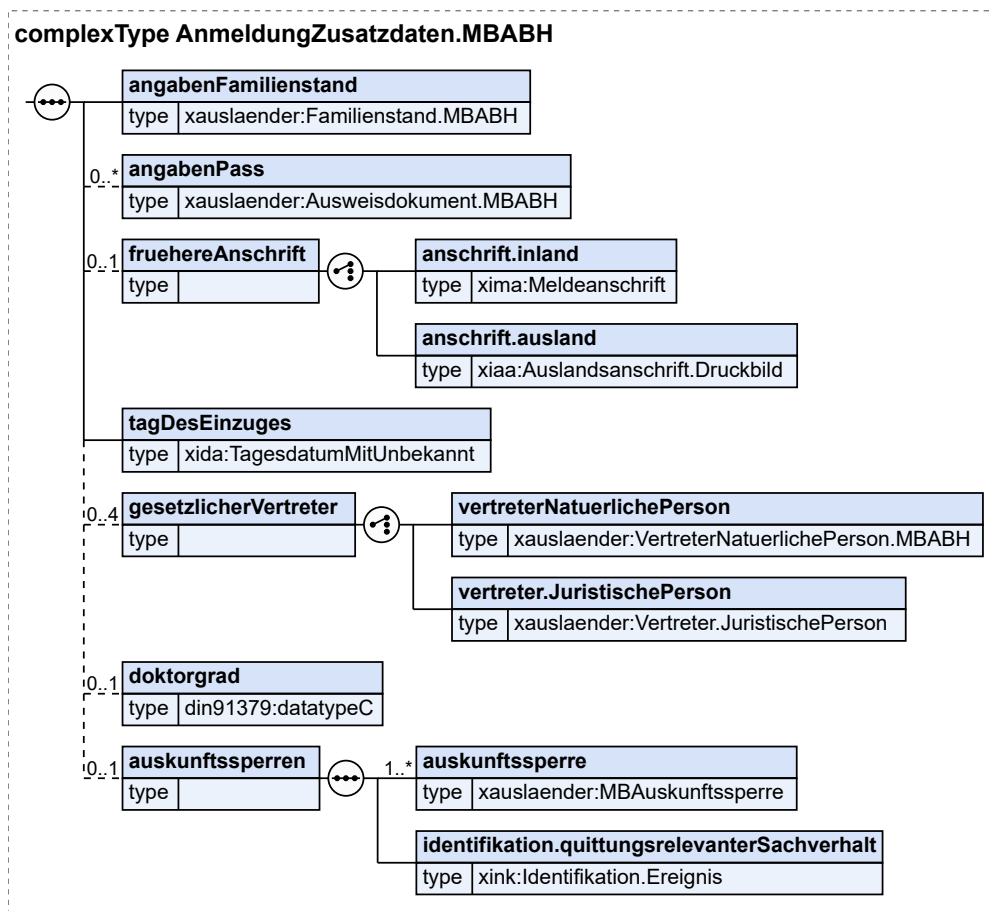 complexType AnmeldungZusatzdaten.MBABH
angabenFamilienstand
type xauslaender:Familienstand.MBABH
0..* angabenPass
type xauslaender:Ausweisdokument.MBABH
0..1 fruehereAnschrift
type
anschrift.inland
type xima:Meldeanschrift
anschrift.ausland
type xiaa:Auslandsanschrift.Druckbild
tagDesEinzuges
type xida:TagesdatumMitUnbekannt
0..4 gesetzlicherVertreter
type
vertreterNatuerlichePerson
type xauslaender:VertreterNatuerlichePerson.MBABH
vertreter.JuristischePerson
type xauslaender:Vertreter.JuristischePerson
0..1 doktorgrad
type din91379:datatypeC
0..1 auskunftssperren
type
1..* auskunftssperre
type xauslaender:MBAuskunftssperre
identifikation.quittungsrelevanterSachverhalt
type xink:Identifikation.Ereignis